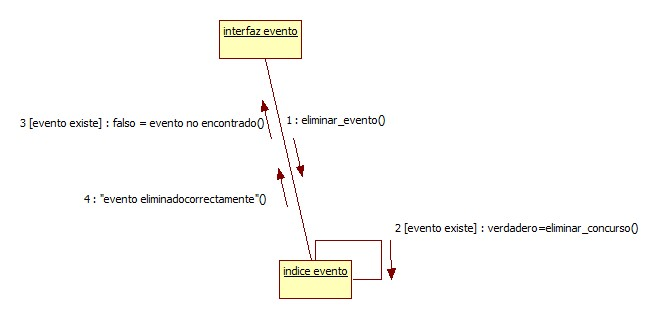 interfaz evento
1 : eliminar_evento()
3 [evento existe] : falso = evento no encontrado()
4 : "evento eliminadocorrectamente"()
2 [evento existe] : verdadero=eliminar_concurso()
indice evento